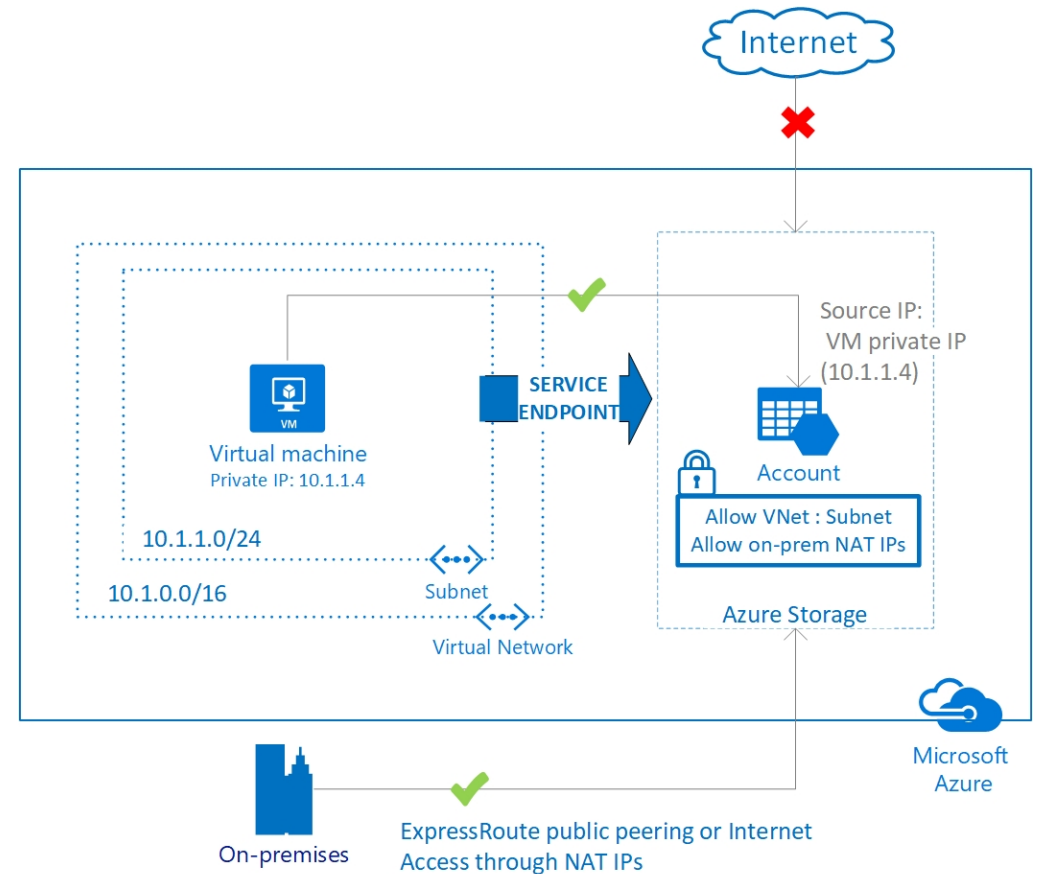 Internet
Source IP:
VM private IP
(10.1.1.4)
SERVICE
ENDPOINT
VM
Virtual machine
Private IP: 10.1.1.4
Account
Allow VNet : Subnet
Allow on-prem NAT IPs
10.1.1.0/24
Subnet
10.1.0.0/16
Azure Storage
Virtual Network
Microsoft
Azure
On-premises
ExpressRoute public peering or Internet
Access through NAT IPs